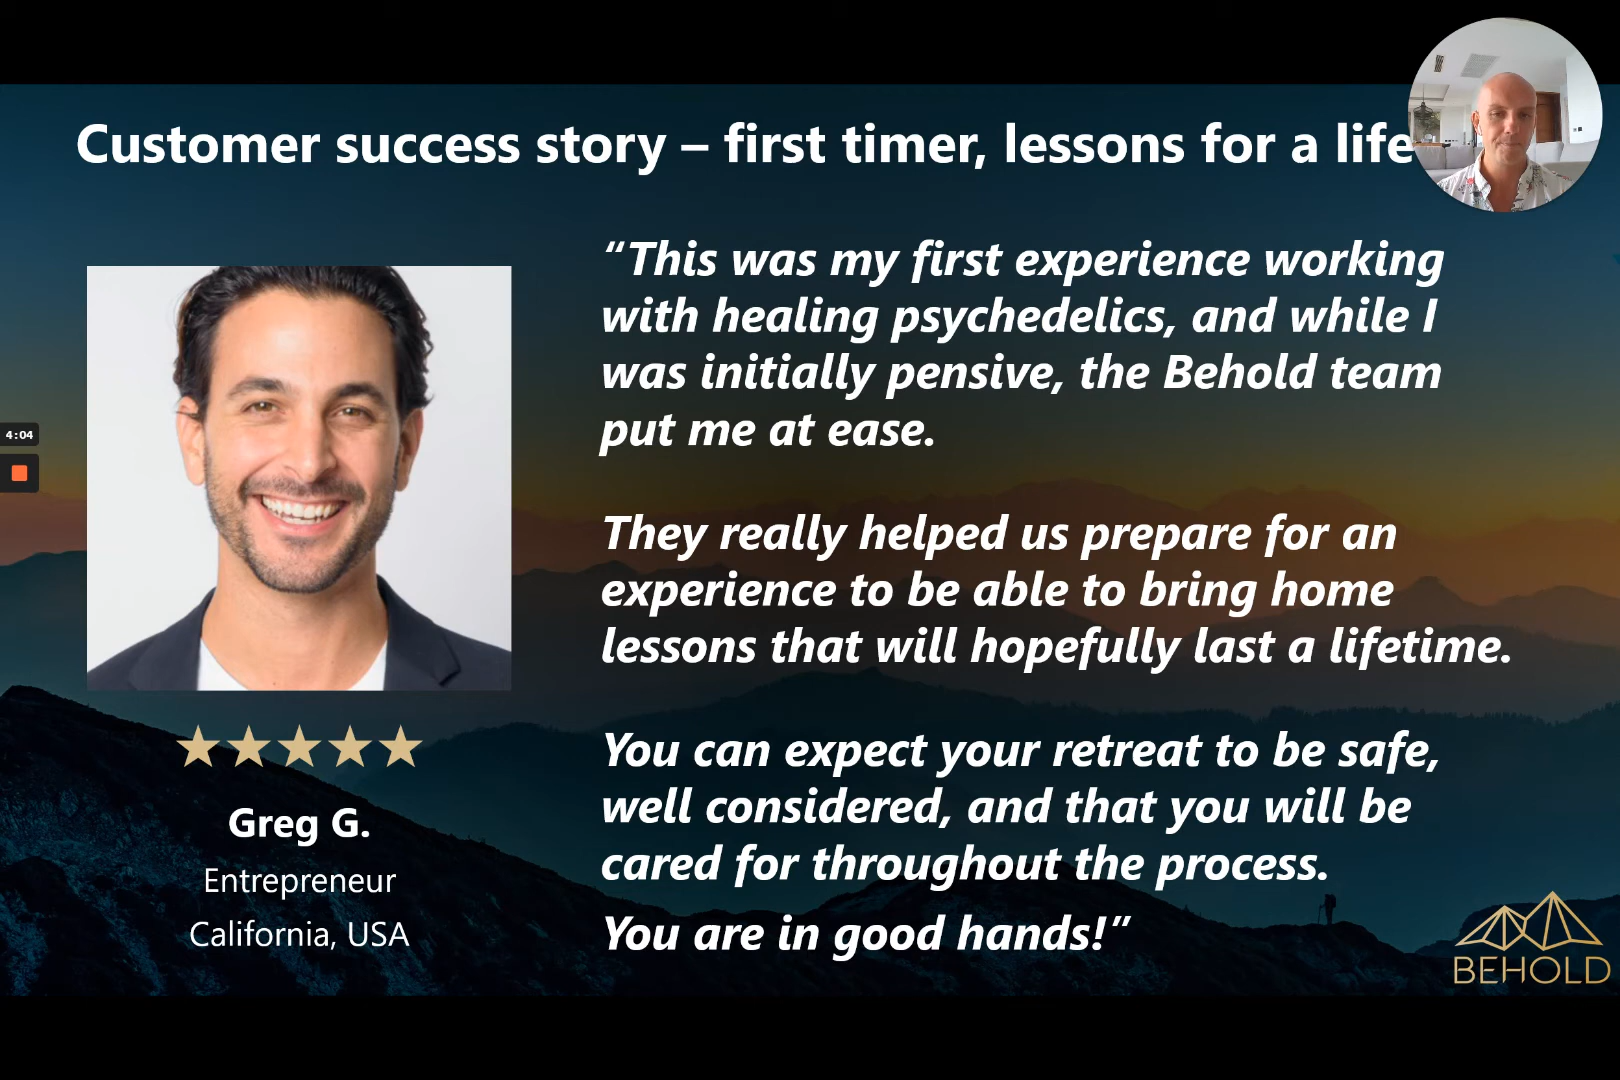 Customer success story – first timer, lessons for a life
“This was my first experience working
with healing psychedelics, and while I
was initially pensive, the Behold team
put me at ease.
They really helped us prepare for an
experience to be able to bring home
lessons that will hopefully last a lifetime.
You can expect your retreat to be safe,
well considered, and that you will be
cared for throughout the process.
You are in good hands!”
4:04
★★★★★
Greg G.
Entrepreneur
California, USA
BEHOLD